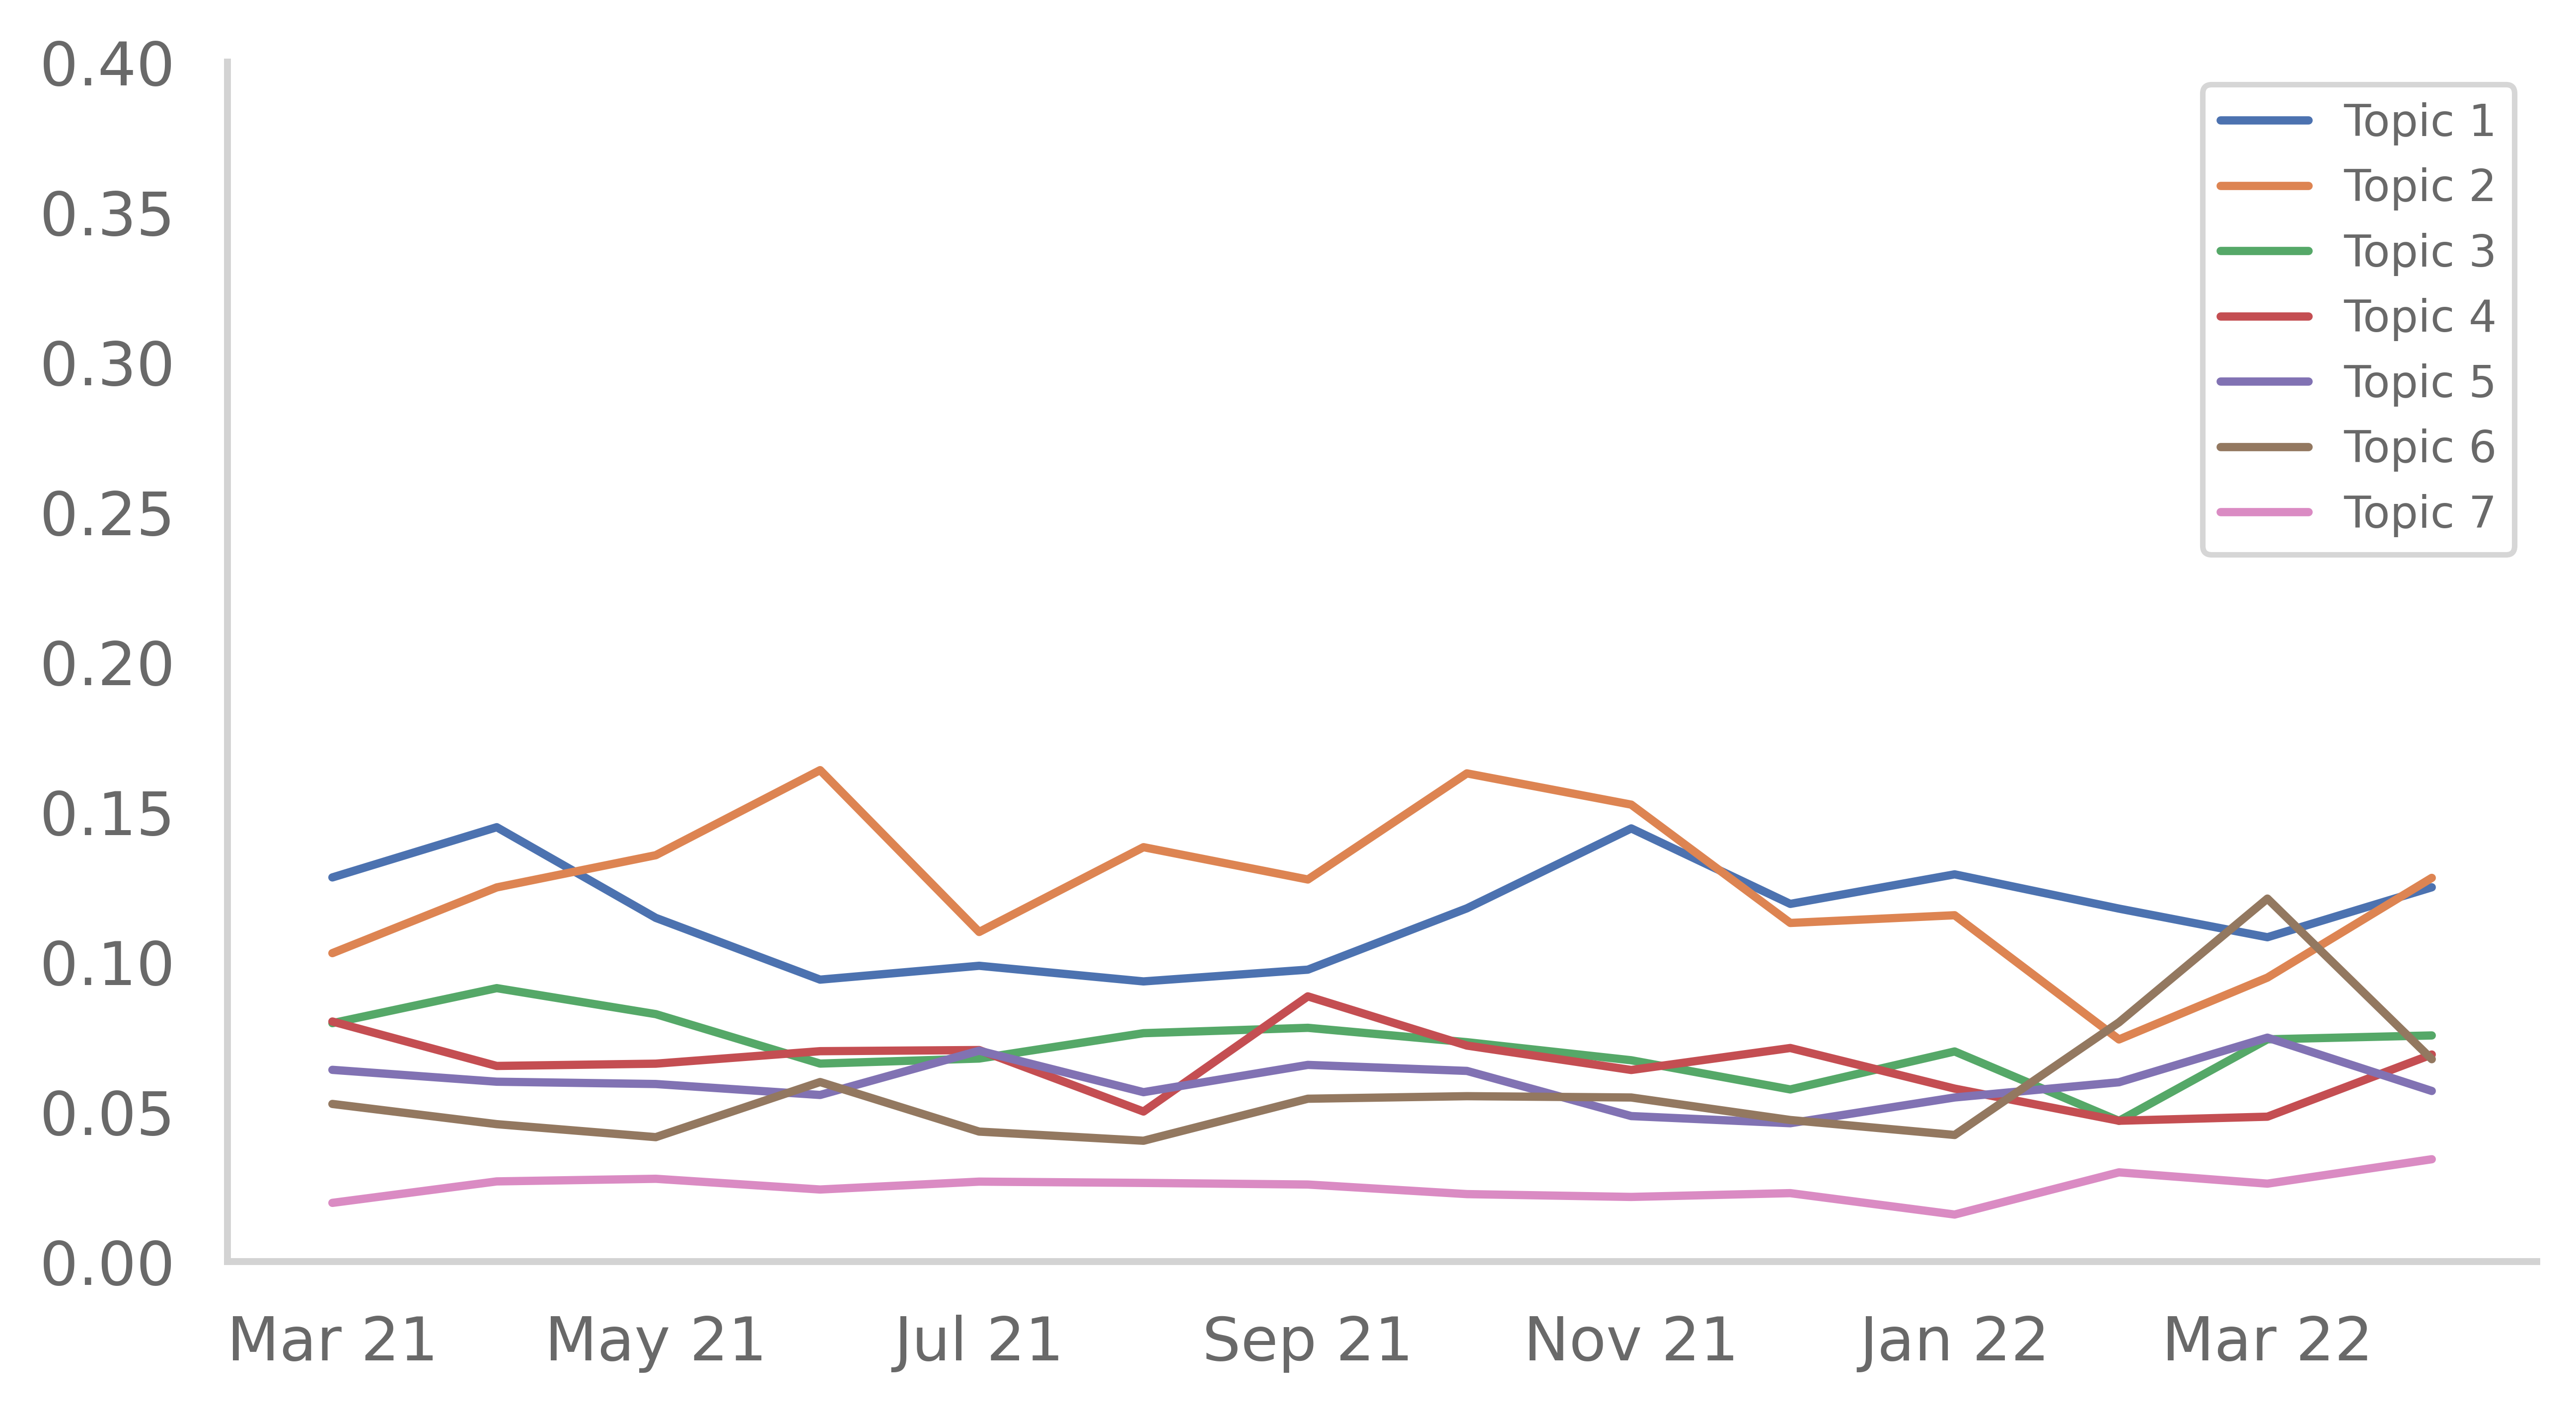 0.40
0.35
0.30
0.25
0.20
0.15
0.10
0.05
0.00
Mar 21 May 21 Jul 21 Sep 21 Nov 21 Jan 22 Mar 22
Topic 1
Topic 2
Topic 3
Topic 4
Topic 5
Topic 6
Topic 7